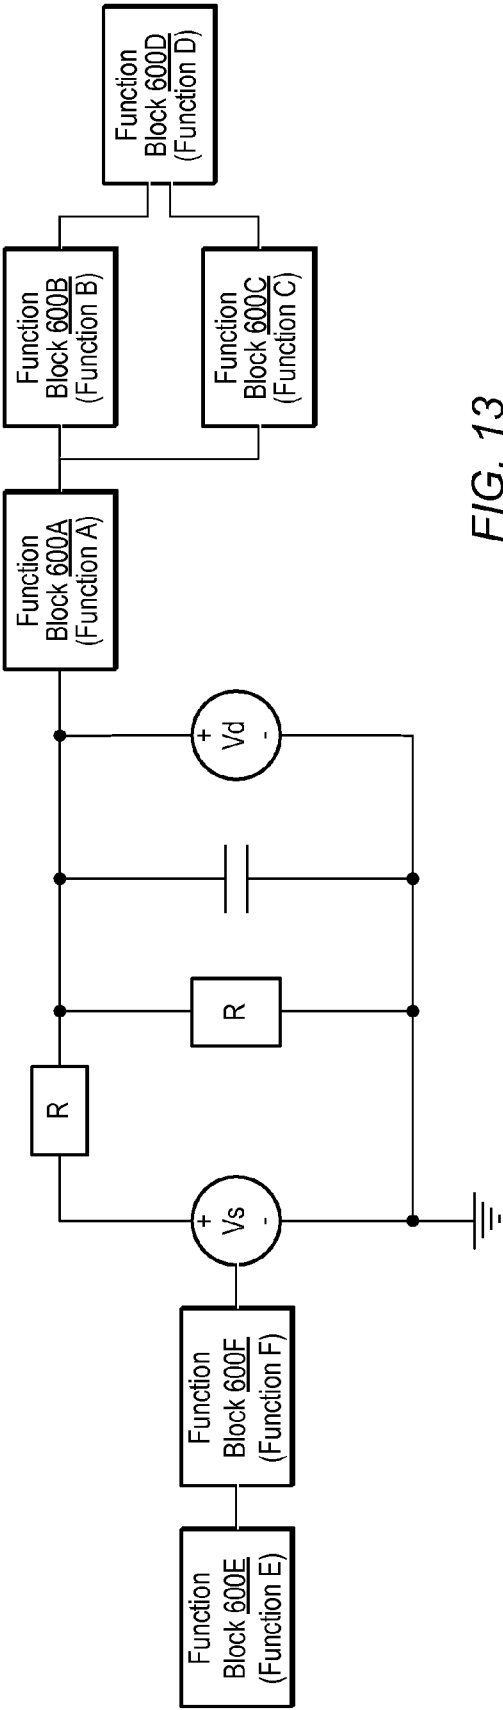 Function
Block 600E
(Function E)
Function
Block 600F
(Function F)
+
Vs
-
R
R
+
Vd
-
Function
Block 600A
(Function A)
Function
Block 600B
(Function B)
Function
Block 600C
(Function C)
Function
Block 600D
(Function D)
FIG. 13